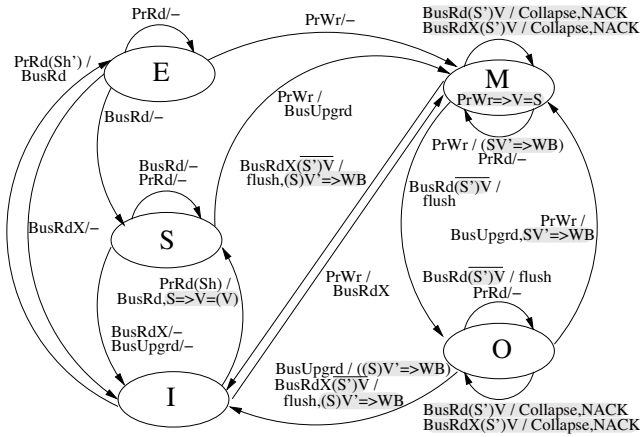 PrRd/−
PrRd(Sh') /
BusRd
E
PrWr/−
BusRd(S')V / Collapse,NACK
BusRdX(S')V / Collapse,NACK
M
PrWr=>V=S
BusRd/−
PrWr /
BusUpgrd
PrWr / (SV'=>WB)
PrRd/−
BusRd/−
PrRd/−
BusRdX(S')V /
flush,(S)V'=>WB
BusRd(S')V /
flush
BusRdX/−
S
PrWr /
BusUpgrd,SV'=>WB
PrRd(Sh) /
BusRd,S=>V=(V)
PrWr /
BusRdX
BusRd(S')V / flush
PrRd/−
BusRdX/−
BusUpgrd/−
O
BusUpgrd / ((S)V'=>WB)
BusRdX(S')V /
flush,(S)V'=>WB
I
BusRd(S')V / Collapse,NACK
BusRdX(S')V / Collapse,NACK